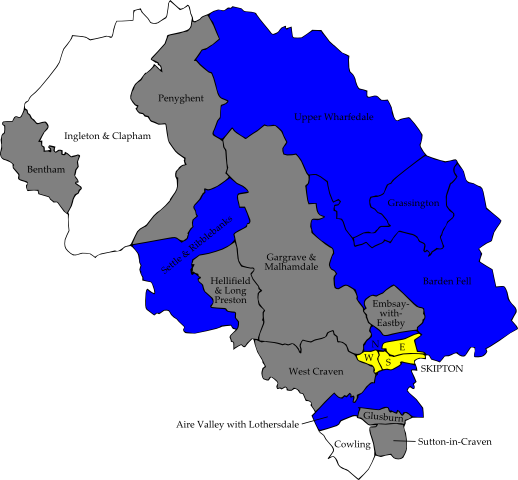 Penyghent
Upper Wharfedale
Ingleton & Clapham
Bentham
Grassington
Settle & Ribblebanks
Gargrave &
Malhamdale
Hellifield
& Long
Preston
Barden Fell
Embsay-
with-
Eastby
N
E
W
S
SKIPTON
West Craven
Glusburn
Aire Valley with Lothersdale
Cowling
Sutton-in-Craven